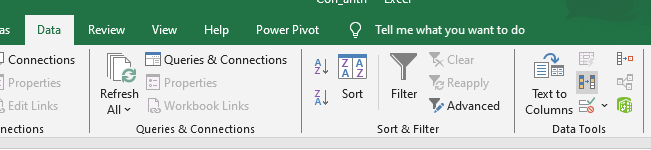 Excel
as Data Review View Help Power Pivot Tell me what you want to do
Connections
Properties
Edit Links
nnections
Refresh
All
Queries & Connections
Properties
Workbook Links
Queries & Connections
A
Z
Z
A
Z A
A Z
Sort
Filter
Clear
Reapply
Advanced
Sort & Filter
Text to
Columns
Data Tools